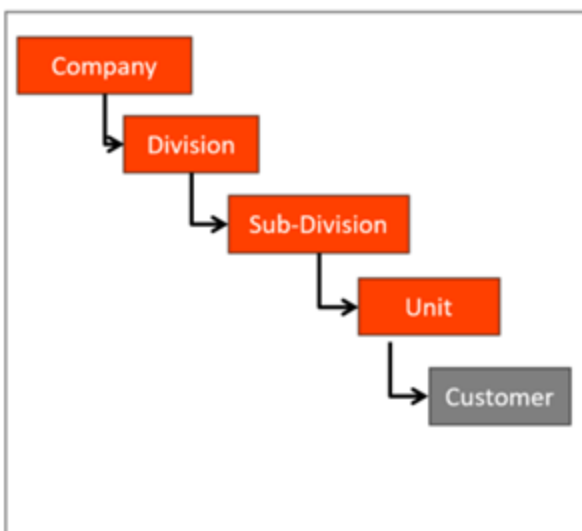 Company
Division
Sub-Division
Unit
Customer